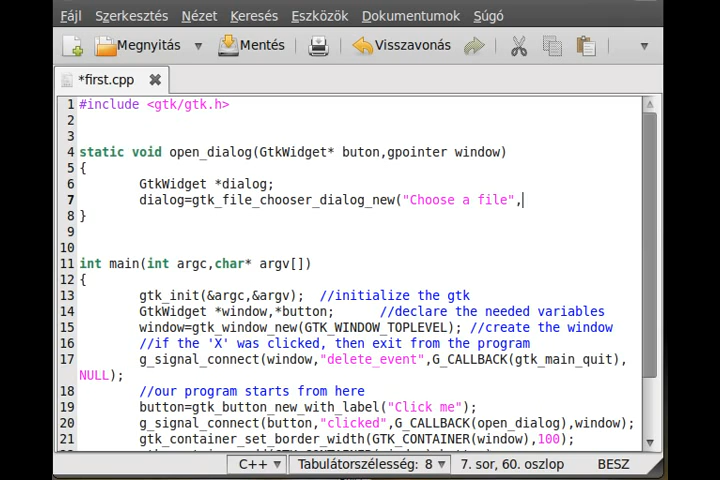 Fájl Szerkesztés Nézet Keresés Eszközök Dokumentumok Súgó
Megnyitás Mentés Visszavonás
*first.cpp
1 #include <gtk/gtk.h>
2
3
4 static void open_dialog(GtkWidget* buton,gpointer window)
5 {
6 GtkWidget *dialog;
7 dialog=gtk_file_chooser_dialog_new("Choose a file",
8 }
9
10
11 int main(int argc,char* argv[])
12 {
13 gtk_init(&argc,&argv); //initialize the gtk
14 GtkWidget *window,*button; //declare the needed variables
15 window=gtk_window_new(GTK_WINDOW_TOPLEVEL); //create the window
16 //if the 'X' was clicked, then exit from the program
17 g_signal_connect(window,"delete_event",G_CALLBACK(gtk_main_quit),
NULL);
18 //our program starts from here
19 button=gtk_button_new_with_label("Click me");
20 g_signal_connect(button,"clicked",G_CALLBACK(open_dialog),window);
21 gtk_container_set_border_width(GTK_CONTAINER(window),100);
C++ Tabulátorszélesség: 8 7. sor, 60. oszlop BESZ